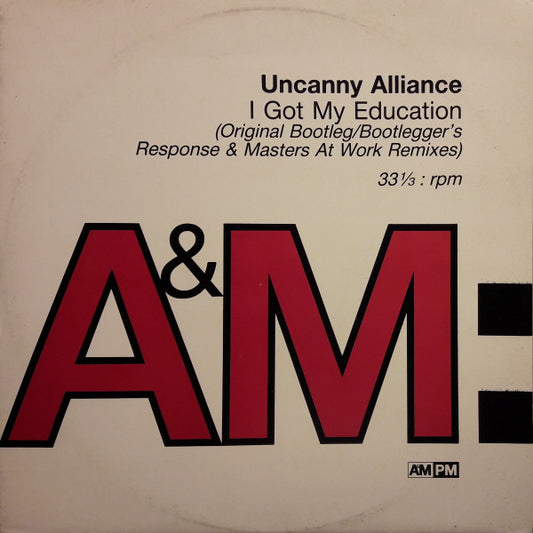 Uncanny Alliance
I Got My Education
(Original Bootleg/Bootlegger's
Response & Masters At Work Remixes)
33⅓ : rpm
A&M:
A&M PM